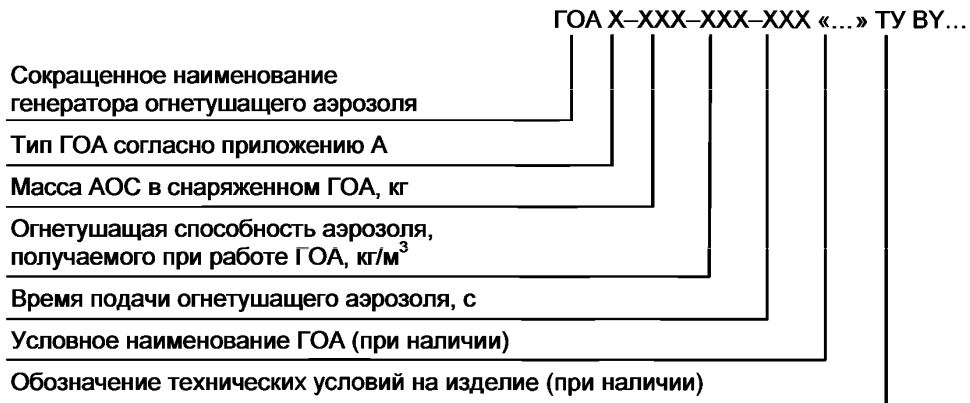 ГОА Х–ХХХ–ХХХ–ХХХ «...» ТУ BY...
Сокращенное наименование
генератора огнетушащего аэрозоля
Тип ГОА согласно приложению А
Масса АОС в снаряженном ГОА, кг
Огнетушащая способность аэрозоля,
получаемого при работе ГОА, кг/м³
Время подачи огнетушащего аэрозоля, с
Условное наименование ГОА (при наличии)
Обозначение технических условий на изделие (при наличии)